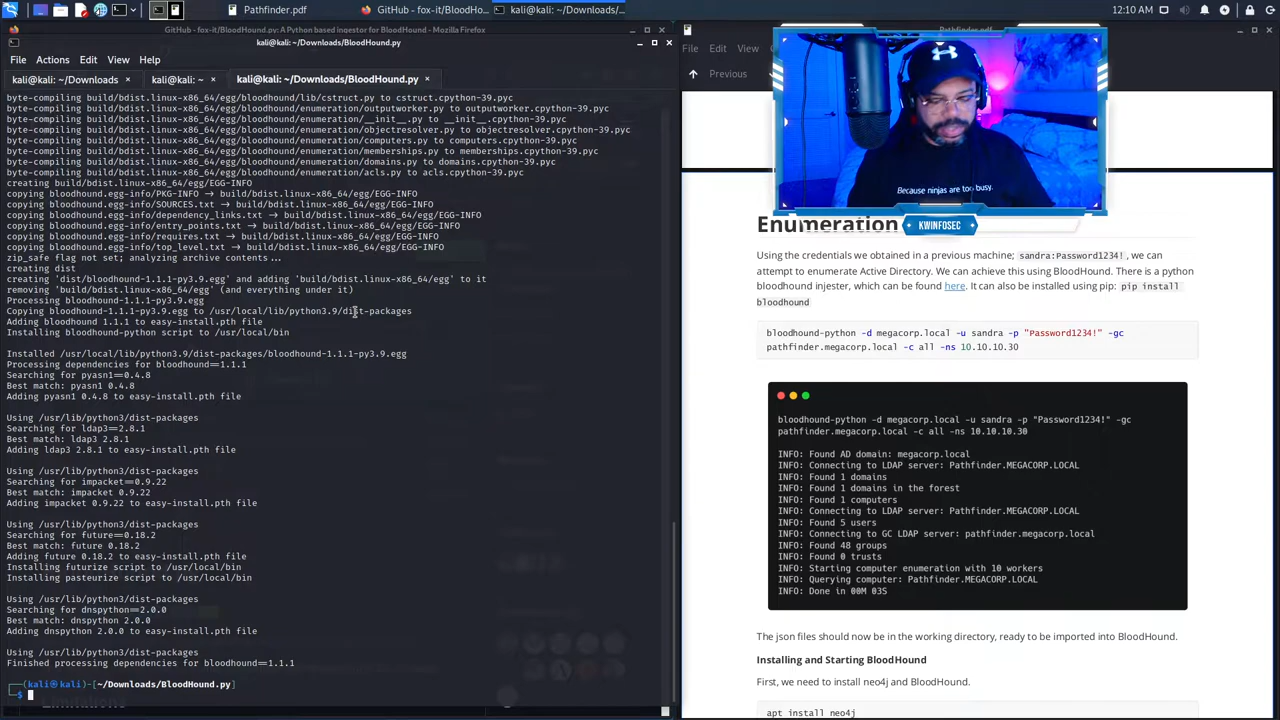 Pathfinder.pdf
GitHub - fox-it/BloodHo...
kali@kali: ~/Downloads/...
12:10 AM
GitHub - fox-it/BloodHound.py: A Python based ingestor for BloodHound - Mozilla Firefox
kali@kali: ~/Downloads/BloodHound.py
File Actions Edit View Help
kali@kali: ~/Downloads
kali@kali: ~
kali@kali: ~/Downloads/BloodHound.py
byte-compiling build/bdist.linux-x86_64/egg/bloodhound/lib/cstruct.py to cstruct.cpython-39.pyc
byte-compiling build/bdist.linux-x86_64/egg/bloodhound/enumeration/outputworker.py to outputworker.cpython-39.pyc
byte-compiling build/bdist.linux-x86_64/egg/bloodhound/enumeration/__init__.py to __init__.cpython-39.pyc
byte-compiling build/bdist.linux-x86_64/egg/bloodhound/enumeration/objectresolver.py to objectresolver.cpython-39.pyc
byte-compiling build/bdist.linux-x86_64/egg/bloodhound/enumeration/computers.py to computers.cpython-39.pyc
byte-compiling build/bdist.linux-x86_64/egg/bloodhound/enumeration/memberships.py to memberships.cpython-39.pyc
byte-compiling build/bdist.linux-x86_64/egg/bloodhound/enumeration/domains.py to domains.cpython-39.pyc
byte-compiling build/bdist.linux-x86_64/egg/bloodhound/enumeration/acls.py to acls.cpython-39.pyc
creating build/bdist.linux-x86_64/egg/EGG-INFO
copying bloodhound.egg-info/PKG-INFO → build/bdist.linux-x86_64/egg/EGG-INFO
copying bloodhound.egg-info/SOURCES.txt → build/bdist.linux-x86_64/egg/EGG-INFO
copying bloodhound.egg-info/dependency_links.txt → build/bdist.linux-x86_64/egg/EGG-INFO
copying bloodhound.egg-info/entry_points.txt → build/bdist.linux-x86_64/egg/EGG-INFO
copying bloodhound.egg-info/requires.txt → build/bdist.linux-x86_64/egg/EGG-INFO
copying bloodhound.egg-info/top_level.txt → build/bdist.linux-x86_64/egg/EGG-INFO
zip_safe flag not set; analyzing archive contents...
creating dist
creating 'dist/bloodhound-1.1.1-py3.9.egg' and adding 'build/bdist.linux-x86_64/egg' to it
removing 'build/bdist.linux-x86_64/egg' (and everything under it)
Processing bloodhound-1.1.1-py3.9.egg
Copying bloodhound-1.1.1-py3.9.egg to /usr/local/lib/python3.9/dist-packages
Adding bloodhound 1.1.1 to easy-install.pth file
Installing bloodhound-python script to /usr/local/bin
Installed /usr/local/lib/python3.9/dist-packages/bloodhound-1.1.1-py3.9.egg
Processing dependencies for bloodhound==1.1.1
Searching for pyasn1==0.4.8
Best match: pyasn1 0.4.8
Adding pyasn1 0.4.8 to easy-install.pth file
Using /usr/lib/python3/dist-packages
Searching for ldap3==2.8.1
Best match: ldap3 2.8.1
Adding ldap3 2.8.1 to easy-install.pth file
Using /usr/lib/python3/dist-packages
Searching for impacket==0.9.22
Best match: impacket 0.9.22
Adding impacket 0.9.22 to easy-install.pth file
Using /usr/lib/python3/dist-packages
Searching for future==0.18.2
Best match: future 0.18.2
Adding future 0.18.2 to easy-install.pth file
Installing futurize script to /usr/local/bin
Installing pasteurize script to /usr/local/bin
Using /usr/lib/python3/dist-packages
Searching for dnspython==2.0.0
Best match: dnspython 2.0.0
Adding dnspython 2.0.0 to easy-install.pth file
Using /usr/lib/python3/dist-packages
Finished processing dependencies for bloodhound==1.1.1
┌──(kali㉿kali)-[~/Downloads/BloodHound.py]
└─$
File Edit View
Previous
Because ninjas are too busy.
KWINFOSEC
Enumeration
Using the credentials we obtained in a previous machine; sandra:Password1234! , we can
attempt to enumerate Active Directory. We can achieve this using BloodHound. There is a python
bloodhound injester, which can be found here. It can also be installed using pip: pip install
bloodhound
bloodhound-python -d megacorp.local -u sandra -p "Password1234!" -gc
pathfinder.megacorp.local -c all -ns 10.10.10.30
bloodhound-python -d megacorp.local -u sandra -p "Password1234!" -gc
pathfinder.megacorp.local -c all -ns 10.10.10.30
INFO: Found AD domain: megacorp.local
INFO: Connecting to LDAP server: Pathfinder.MEGACORP.LOCAL
INFO: Found 1 domains
INFO: Found 1 domains in the forest
INFO: Found 1 computers
INFO: Connecting to LDAP server: Pathfinder.MEGACORP.LOCAL
INFO: Found 5 users
INFO: Connecting to GC LDAP server: pathfinder.megacorp.local
INFO: Found 48 groups
INFO: Found 0 trusts
INFO: Starting computer enumeration with 10 workers
INFO: Querying computer: Pathfinder.MEGACORP.LOCAL
INFO: Done in 00M 03S
The json files should now be in the working directory, ready to be imported into BloodHound.
Installing and Starting BloodHound
First, we need to install neo4j and BloodHound.
apt install neo4j